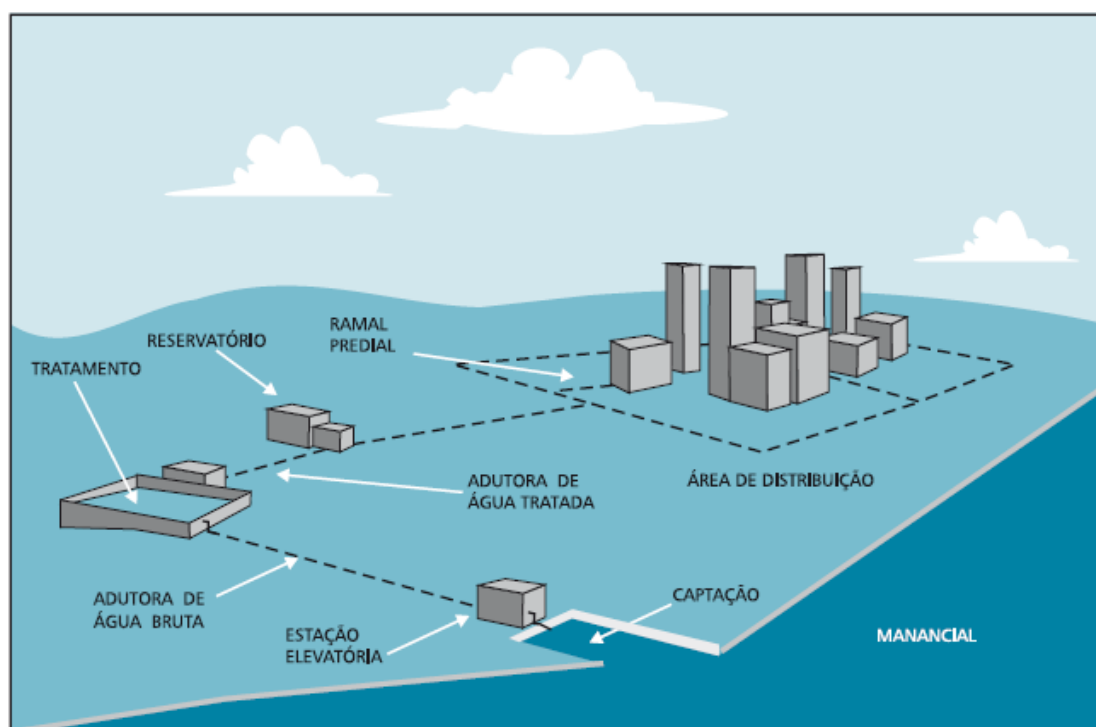 RESERVATÓRIO
RAMAL
PREDIAL
TRATAMENTO
ADUTORA DE
ÁGUA TRATADA
ÁREA DE DISTRIBUIÇÃO
ADUTORA DE
ÁGUA BRUTA
ESTAÇÃO
ELEVATÓRIA
CAPTAÇÃO
MANANCIAL